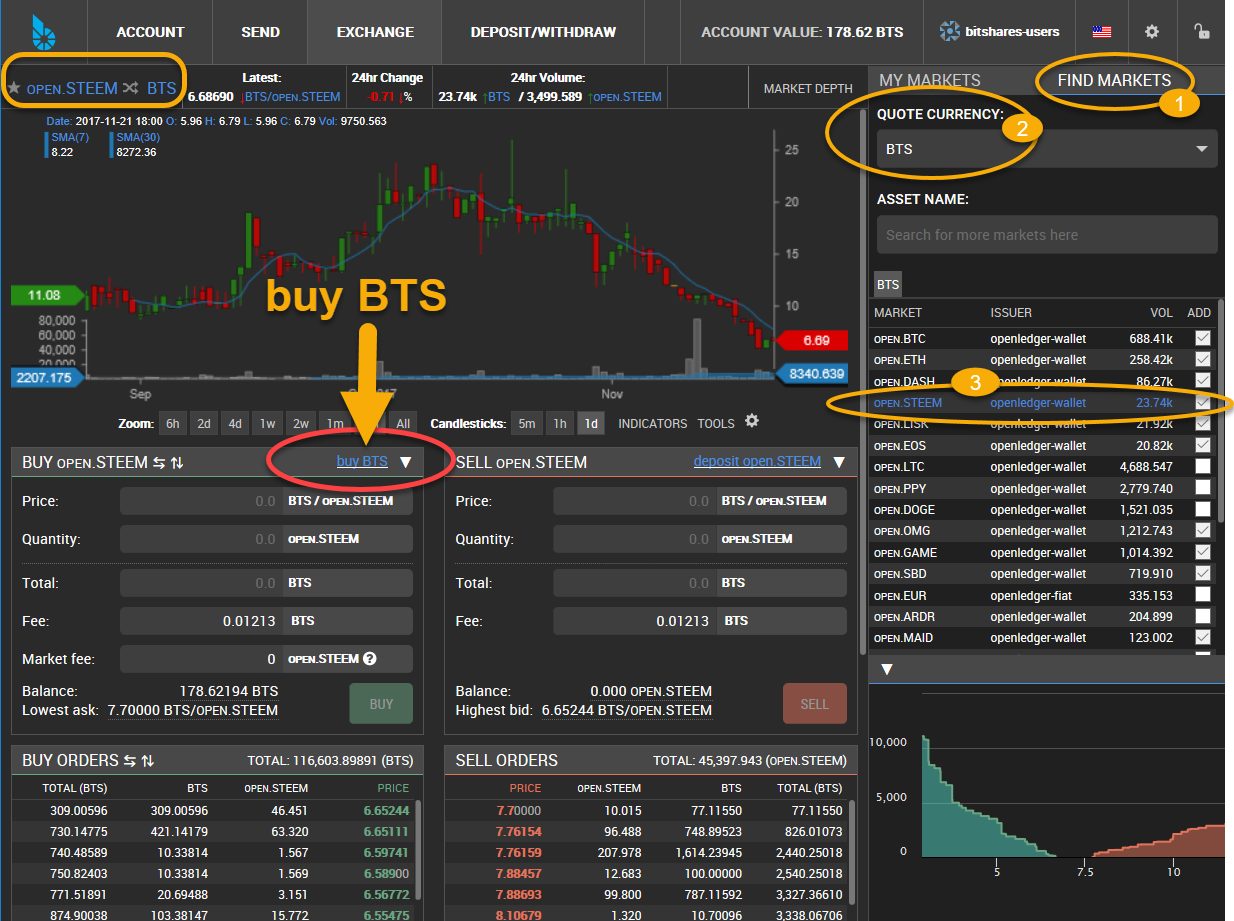 ACCOUNT SEND EXCHANGE DEPOSIT/WITHDRAW ACCOUNT VALUE: 178.62 BTS bitshares-users
OPEN.STEEM BTS
Latest:
6.68690 ↓BTS/OPEN.STEEM
24hr Change
-0.71 ↓%
24hr Volume:
23.74k ↑BTS / 3,499.589 ↑OPEN.STEEM
MARKET DEPTH
Date: 2017-11-21 18:00 O: 5.96 H: 6.79 L: 5.96 C: 6.79 Vol: 9750.563
SMA(7) SMA(30)
8.22 8272.36
25
20
15
10
11.08
6.69
80,000
60,000
40,000
2207.175
8340.639
Sep Nov
buy BTS
Zoom: 6h 2d 4d 1w 2w 1m All Candlesticks: 5m 1h 1d INDICATORS TOOLS
BUY OPEN.STEEM ⇆ ⇅ buy BTS ▼
Price: 0.0 BTS / OPEN.STEEM
Quantity: 0.0 OPEN.STEEM
Total: 0.0 BTS
Fee: 0.01213 BTS
Market fee: 0 OPEN.STEEM ?
Balance: 178.62194 BTS
Lowest ask: 7.70000 BTS/OPEN.STEEM
BUY
SELL OPEN.STEEM deposit open.STEEM ▼
Price: 0.0 BTS / OPEN.STEEM
Quantity: 0.0 OPEN.STEEM
Total: 0.0 BTS
Fee: 0.01213 BTS
Balance: 0.000 OPEN.STEEM
Highest bid: 6.65244 BTS/OPEN.STEEM
SELL
BUY ORDERS ⇆ ⇅ TOTAL: 116,603.89891 (BTS)
TOTAL (BTS) BTS OPEN.STEEM PRICE
309.00596 309.00596 46.451 6.65244
730.14775 421.14179 63.320 6.65111
740.48589 10.33814 1.567 6.59741
750.82403 10.33814 1.569 6.58900
771.51891 20.69488 3.151 6.56772
874.90038 103.38147 15.772 6.55475
SELL ORDERS TOTAL: 45,397.943 (OPEN.STEEM)
PRICE OPEN.STEEM BTS TOTAL (BTS)
7.70000 10.015 77.11550 77.11550
7.76154 96.488 748.89523 826.01073
7.76159 207.978 1,614.23945 2,440.25018
7.88457 12.683 100.00000 2,540.25018
7.88693 99.800 787.11592 3,327.36610
8.10679 1.320 10.70096 3,338.06706
MY MARKETS FIND MARKETS
1
QUOTE CURRENCY:
2
BTS
ASSET NAME:
Search for more markets here
BTS
MARKET ISSUER VOL ADD
OPEN.BTC openledger-wallet 688.41k
OPEN.ETH openledger-wallet 258.42k
OPEN.DASH openledger-wallet 86.27k
3
OPEN.STEEM openledger-wallet 23.74k
OPEN.LISK openledger-wallet 21.92k
OPEN.EOS openledger-wallet 20.82k
OPEN.LTC openledger-wallet 4,688.547
OPEN.PPY openledger-wallet 2,779.740
OPEN.DOGE openledger-wallet 1,521.035
OPEN.OMG openledger-wallet 1,212.743
OPEN.GAME openledger-wallet 1,014.392
OPEN.SBD openledger-wallet 719.910
OPEN.EUR openledger-fiat 335.153
OPEN.ARDR openledger-wallet 204.899
OPEN.MAID openledger-wallet 123.002
▼
10,000
5,000
0
5 7.5 10